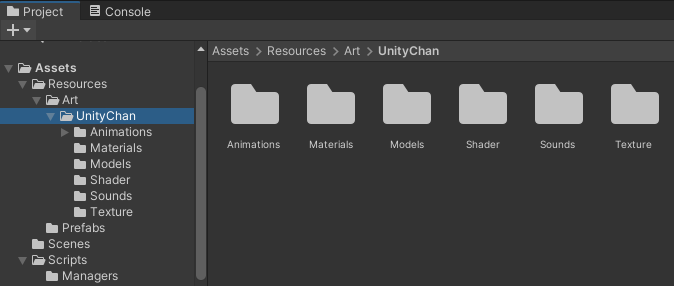 Project
Console
Assets
Resources
Art
UnityChan
Animations
Materials
Models
Shader
Sounds
Texture
Prefabs
Scenes
Scripts
Managers
Assets > Resources > Art > UnityChan
Animations Materials Models Shader Sounds Texture